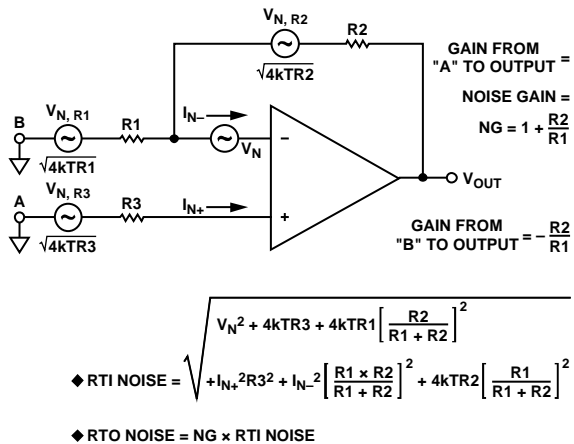 V_N, R2
R2
√4kTR2
GAIN FROM
"A" TO OUTPUT =
NOISE GAIN =
NG = 1 + R2/R1
B
V_N, R1
R1
I_N–
V_N
–
√4kTR1
V_OUT
A
V_N, R3
R3
I_N+
+
√4kTR3
GAIN FROM
"B" TO OUTPUT = – R2/R1
◆ RTI NOISE = √ V_N² + 4kTR3 + 4kTR1 [R2/(R1 + R2)]²
+ I_N+²R3² + I_N–² [(R1 × R2)/(R1 + R2)]² + 4kTR2 [R1/(R1 + R2)]²
◆ RTO NOISE = NG × RTI NOISE